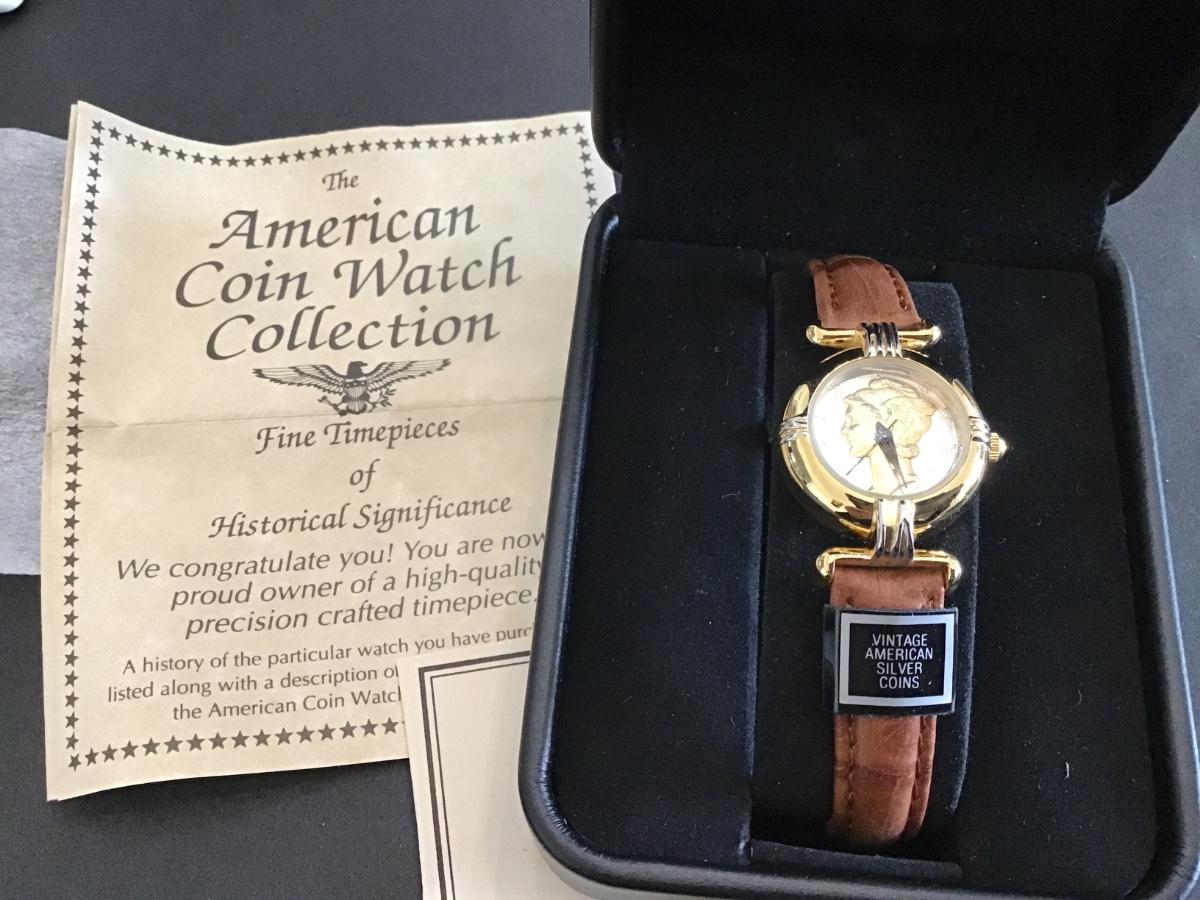 The
American
Coin Watch
Collection
Fine Timepieces
of
Historical Significance
We congratulate you! You are now
proud owner of a high-quality
precision crafted timepiece.
A history of the particular watch you have
listed along with a description
the American Coin
VINTAGE
AMERICAN
SILVER
COINS